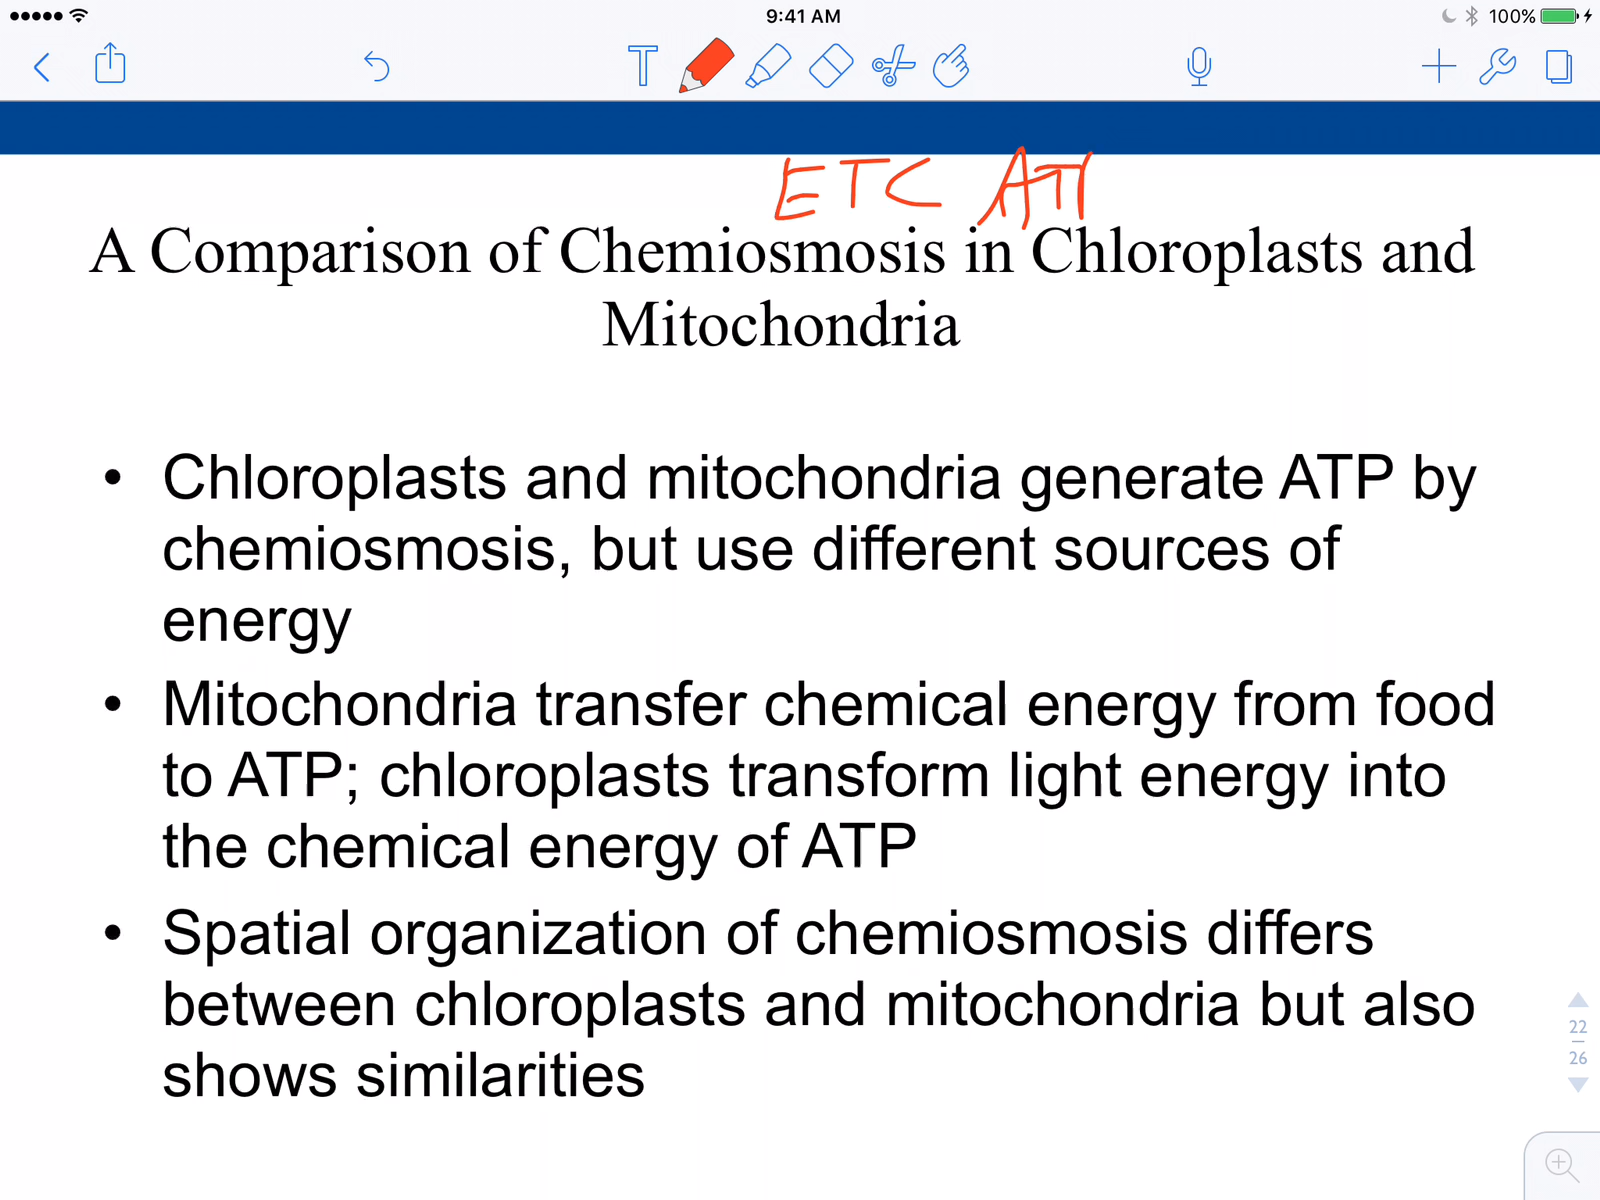 9:41 AM
100%
T
ETC AT
A Comparison of Chemiosmosis in Chloroplasts and
Mitochondria
• Chloroplasts and mitochondria generate ATP by
chemiosmosis, but use different sources of
energy
• Mitochondria transfer chemical energy from food
to ATP; chloroplasts transform light energy into
the chemical energy of ATP
• Spatial organization of chemiosmosis differs
between chloroplasts and mitochondria but also
shows similarities
22
26